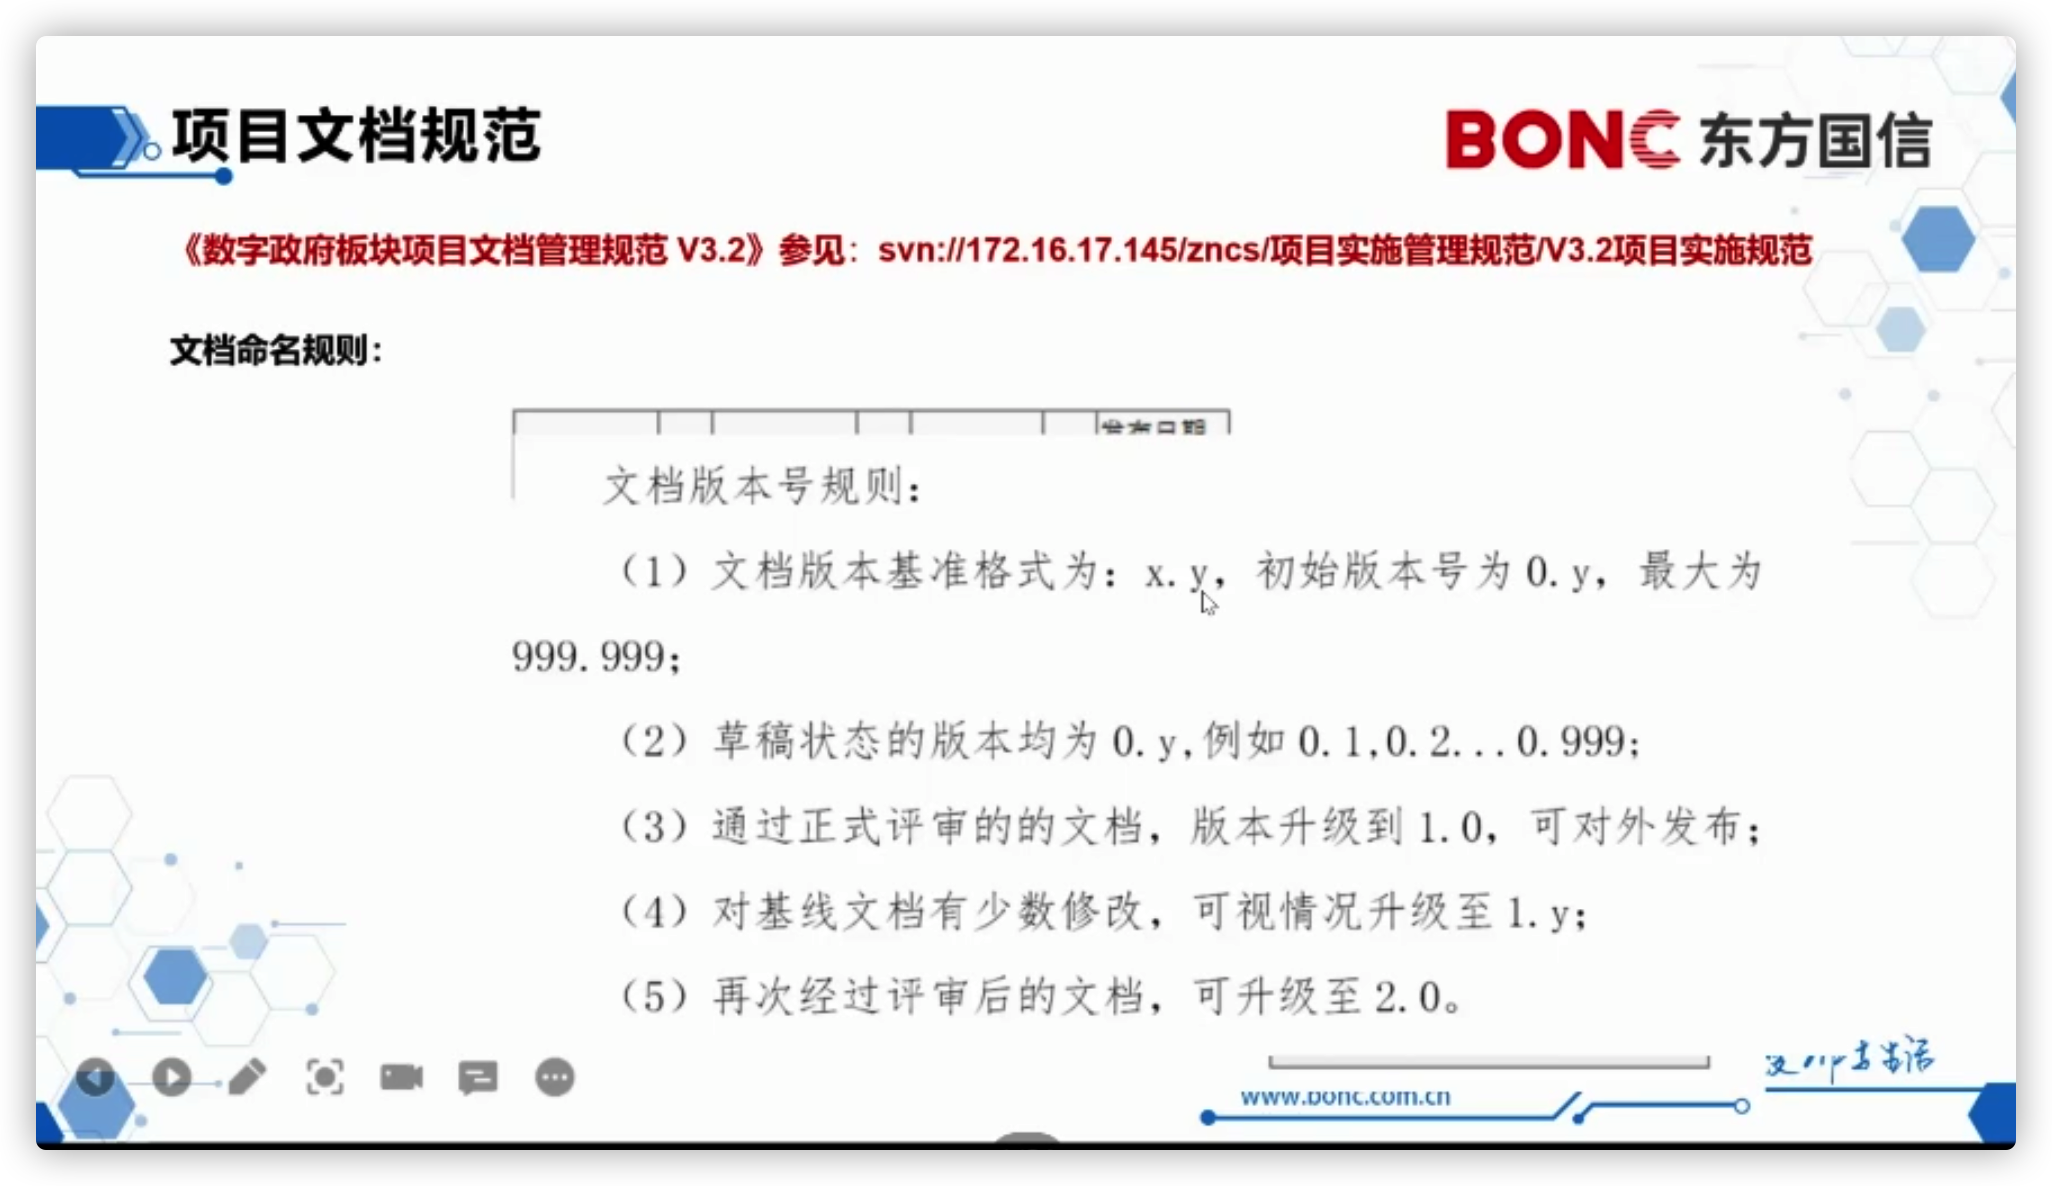 项目文档规范
BONC 东方国信
《数字政府板块项目文档管理规范 V3.2》参见：svn://172.16.17.145/zncs/项目实施管理规范/V3.2项目实施规范
文档命名规则：
发布日期
文档版本号规则：
（1）文档版本基准格式为：x.y，初始版本号为 0.y，最大为
999.999；
（2）草稿状态的版本均为 0.y,例如 0.1,0.2...0.999；
（3）通过正式评审的的文档，版本升级到 1.0，可对外发布；
（4）对基线文档有少数修改，可视情况升级至 1.y；
（5）再次经过评审后的文档，可升级至 2.0。
www.bonc.com.cn